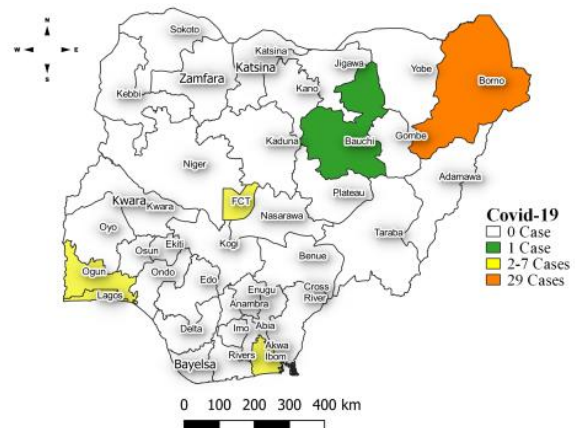 N
W E
S
Sokoto
Katsina
Zamfara
Katsina
Jigawa
Yobe
Borno
Kebbi
Kano
Kaduna
Bauchi
Gombe
Niger
Adamawa
FCT
Plateau
Kwara
Kwara
Nasarawa
Oyo
Taraba
Osun
Ekiti
Kogi
Benue
Ogun
Ondo
Edo
Enugu
Cross
River
Lagos
Anambra
Delta
Imo
Abia
Rivers
Akwa
Ibom
Bayelsa
Covid-19
0 Case
1 Case
2-7 Cases
29 Cases
0 100 200 300 400 km